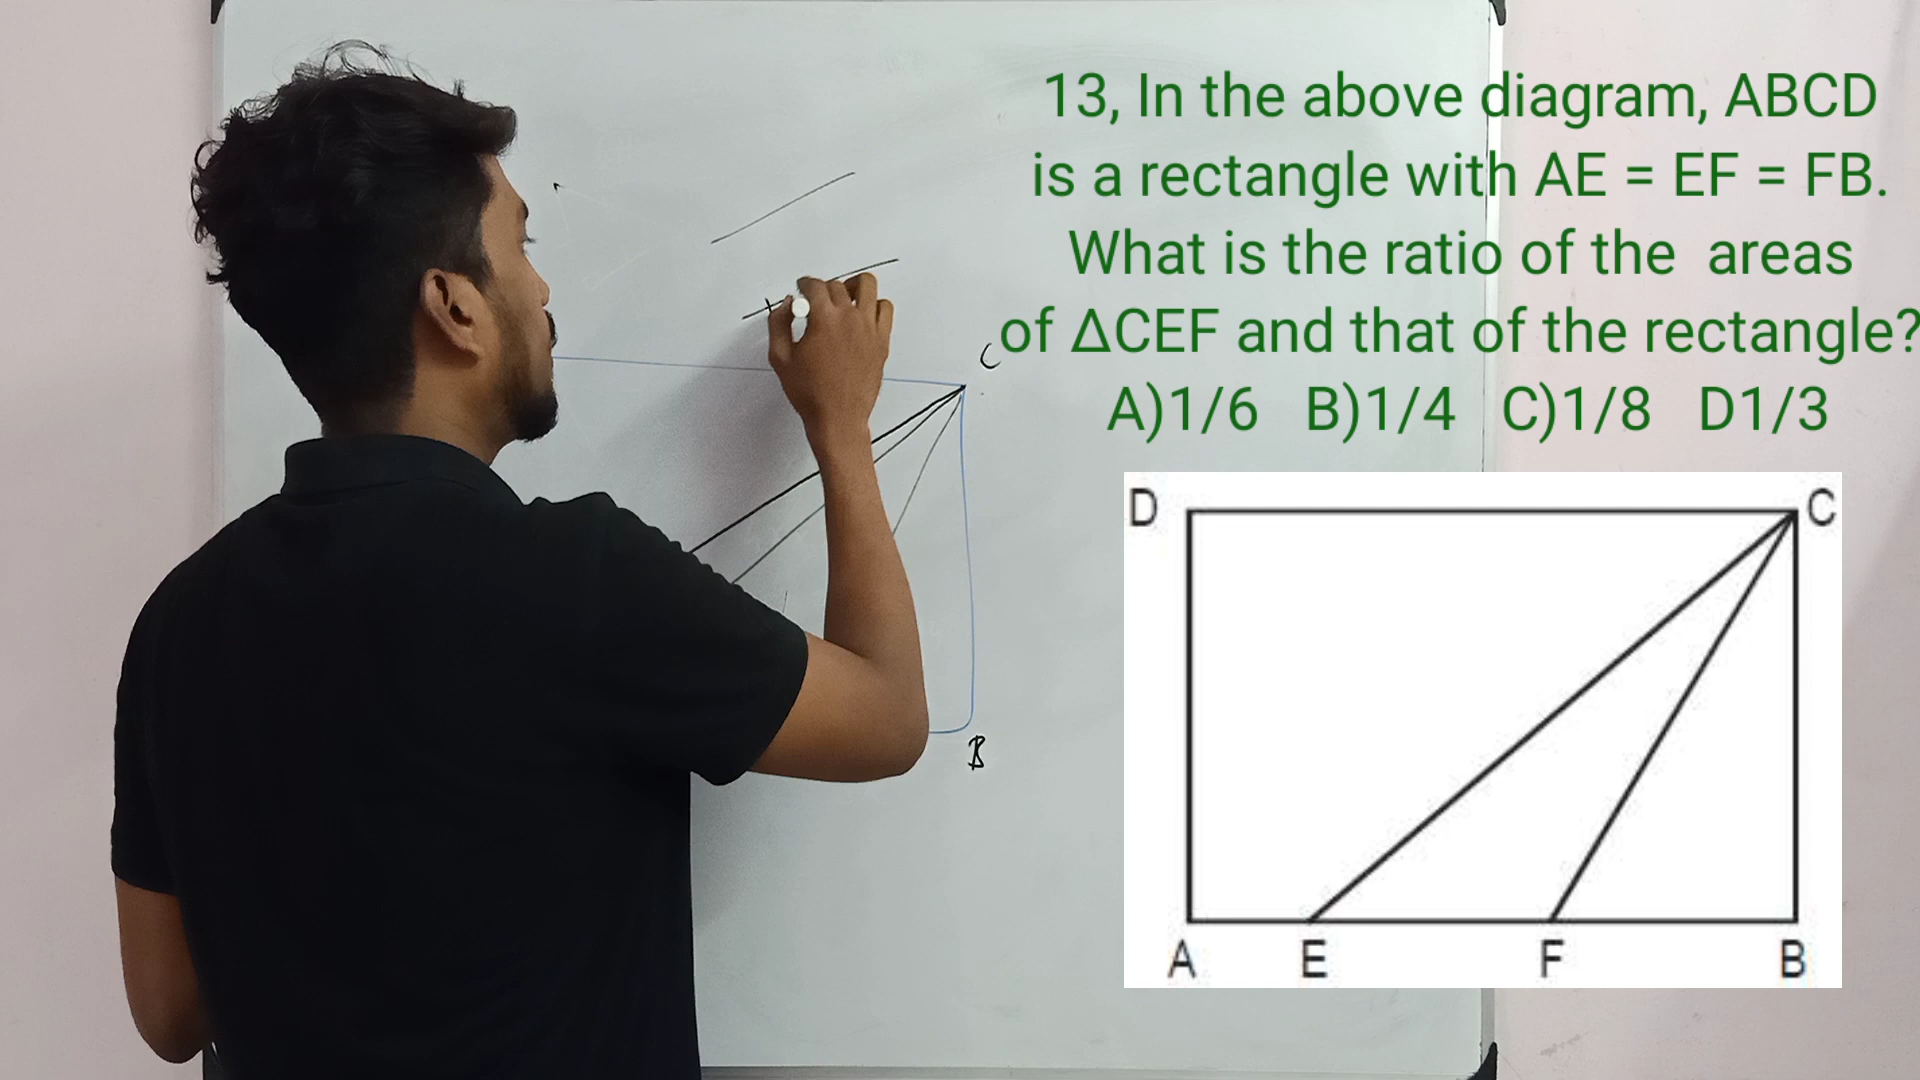 13, In the above diagram, ABCD
is a rectangle with AE = EF = FB.
What is the ratio of the areas
of ΔCEF and that of the rectangle?
A)1/6 B)1/4 C)1/8 D1/3
C
B
D C
A E F B